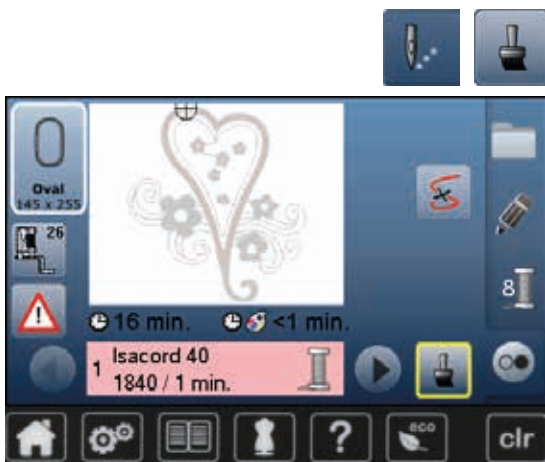 Oval
145 x 255
26
8
16 min.
<1 min.
1
Isacord 40
1840 / 1 min.
?
eco
clr